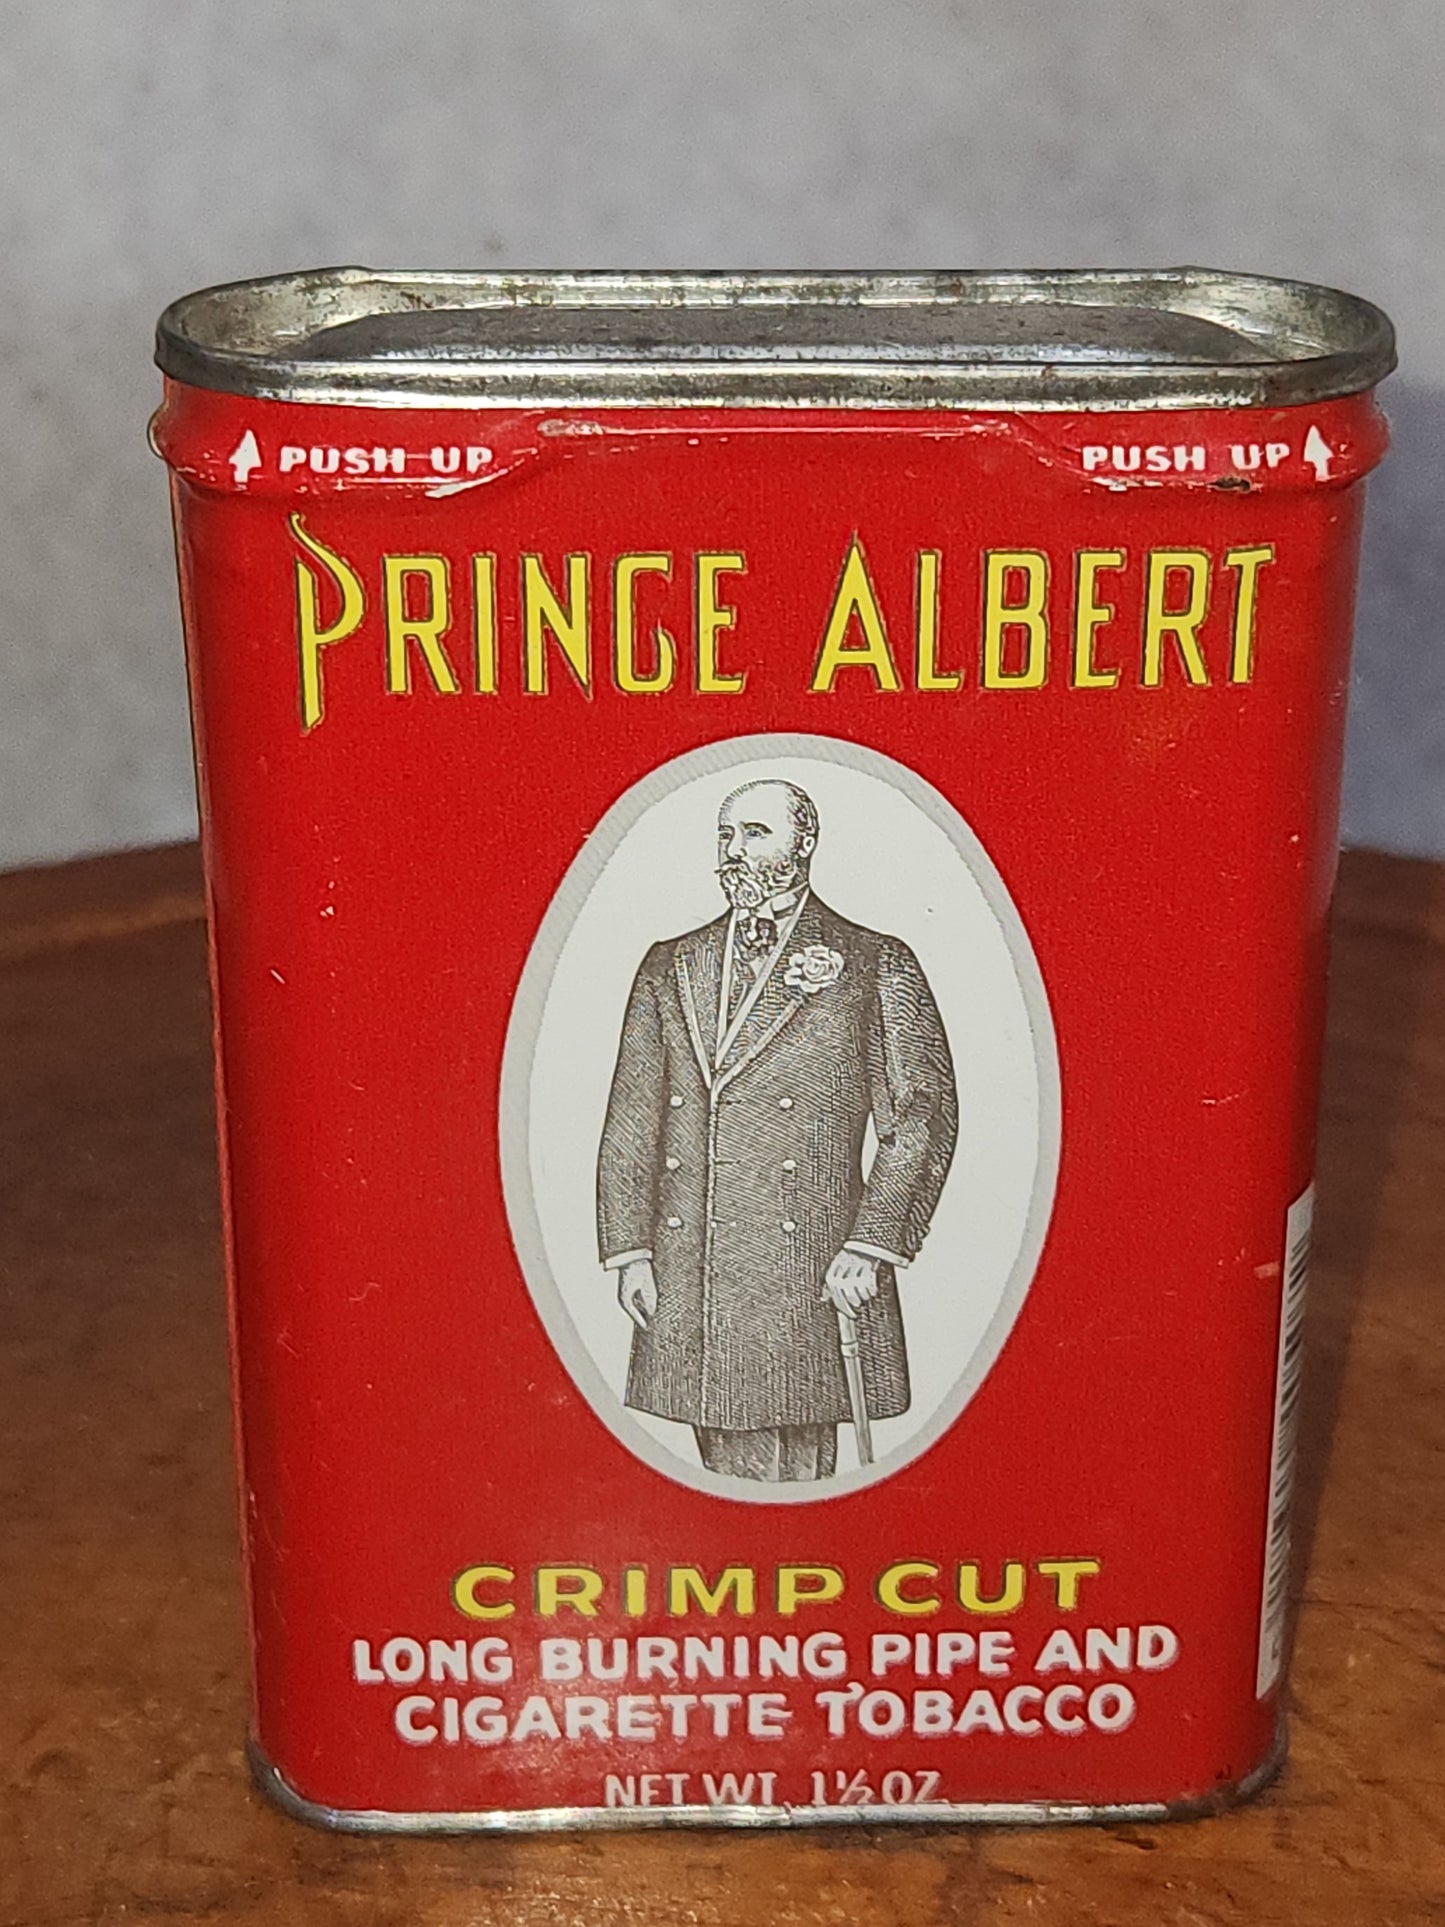 PUSH UP PUSH UP
PRINCE ALBERT
CRIMP CUT
LONG BURNING PIPE AND
CIGARETTE TOBACCO
NET WT. 1½ OZ.